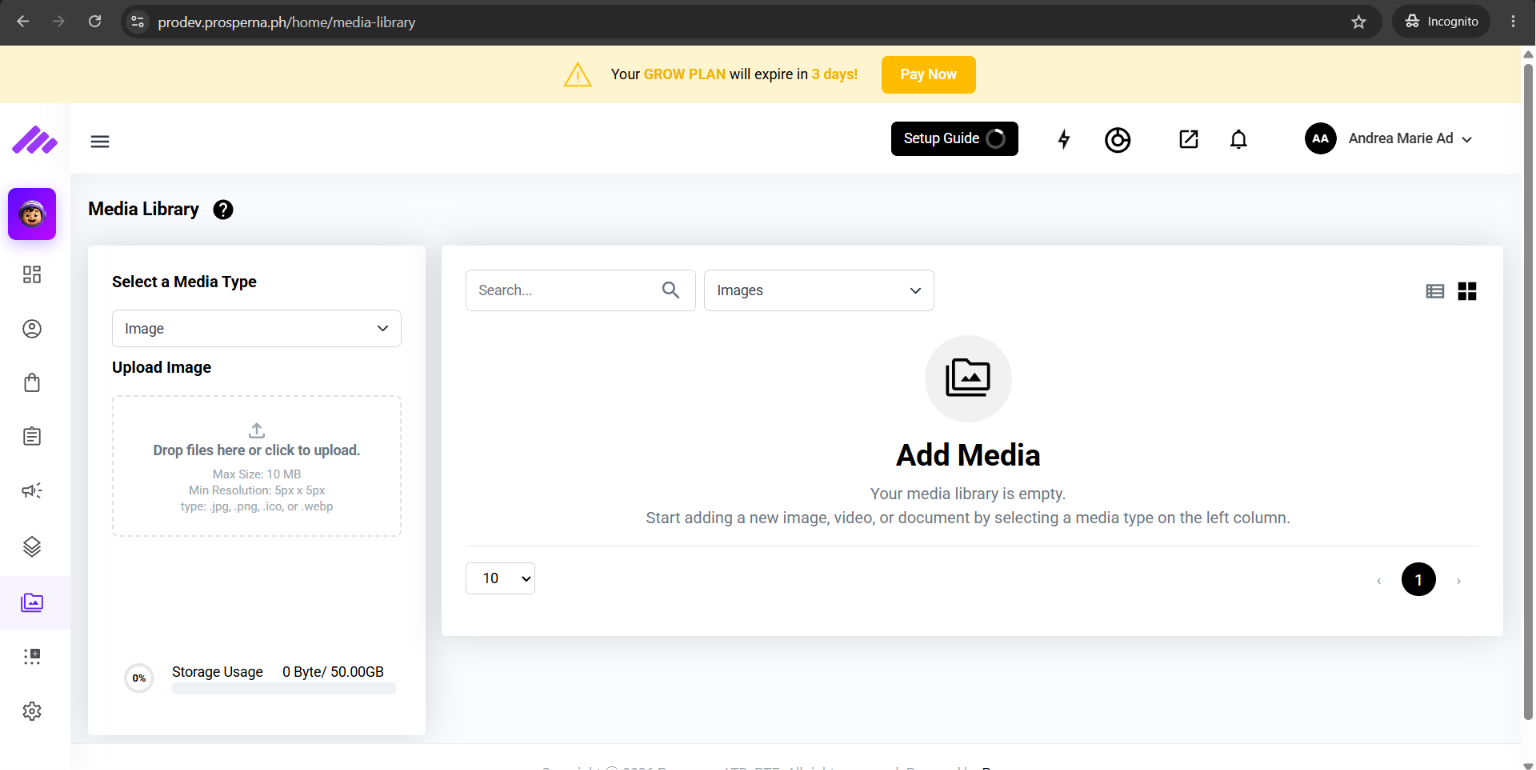 prodev.prosperna.ph/home/media-library
Incognito
Your GROW PLAN will expire in 3 days!
Pay Now
Setup Guide
AA
Andrea Marie Ad
Media Library
?
Select a Media Type
Image
Upload Image
Drop files here or click to upload.
Max Size: 10 MB
Min Resolution: 5px x 5px
type: .jpg, .png, .ico, or .webp
0%
Storage Usage 0 Byte/ 50.00GB
Search...
Images
Add Media
Your media library is empty.
Start adding a new image, video, or document by selecting a media type on the left column.
10
‹ 1 ›